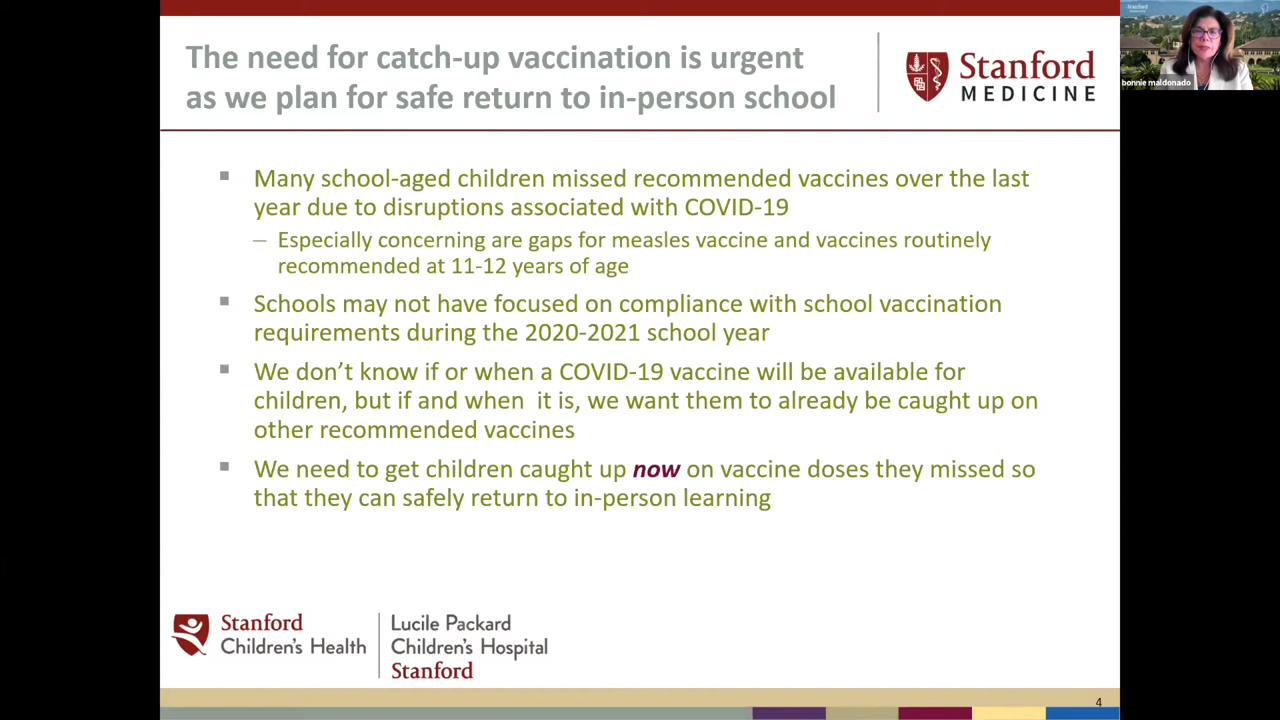 The need for catch-up vaccination is urgent
as we plan for safe return to in-person school
Stanford
MEDICINE
Stanford
bonnie maldonado
Many school-aged children missed recommended vaccines over the last
year due to disruptions associated with COVID-19
– Especially concerning are gaps for measles vaccine and vaccines routinely
recommended at 11-12 years of age
Schools may not have focused on compliance with school vaccination
requirements during the 2020-2021 school year
We don’t know if or when a COVID-19 vaccine will be available for
children, but if and when it is, we want them to already be caught up on
other recommended vaccines
We need to get children caught up now on vaccine doses they missed so
that they can safely return to in-person learning
Stanford
Children’s Health
Lucile Packard
Children’s Hospital
Stanford
4